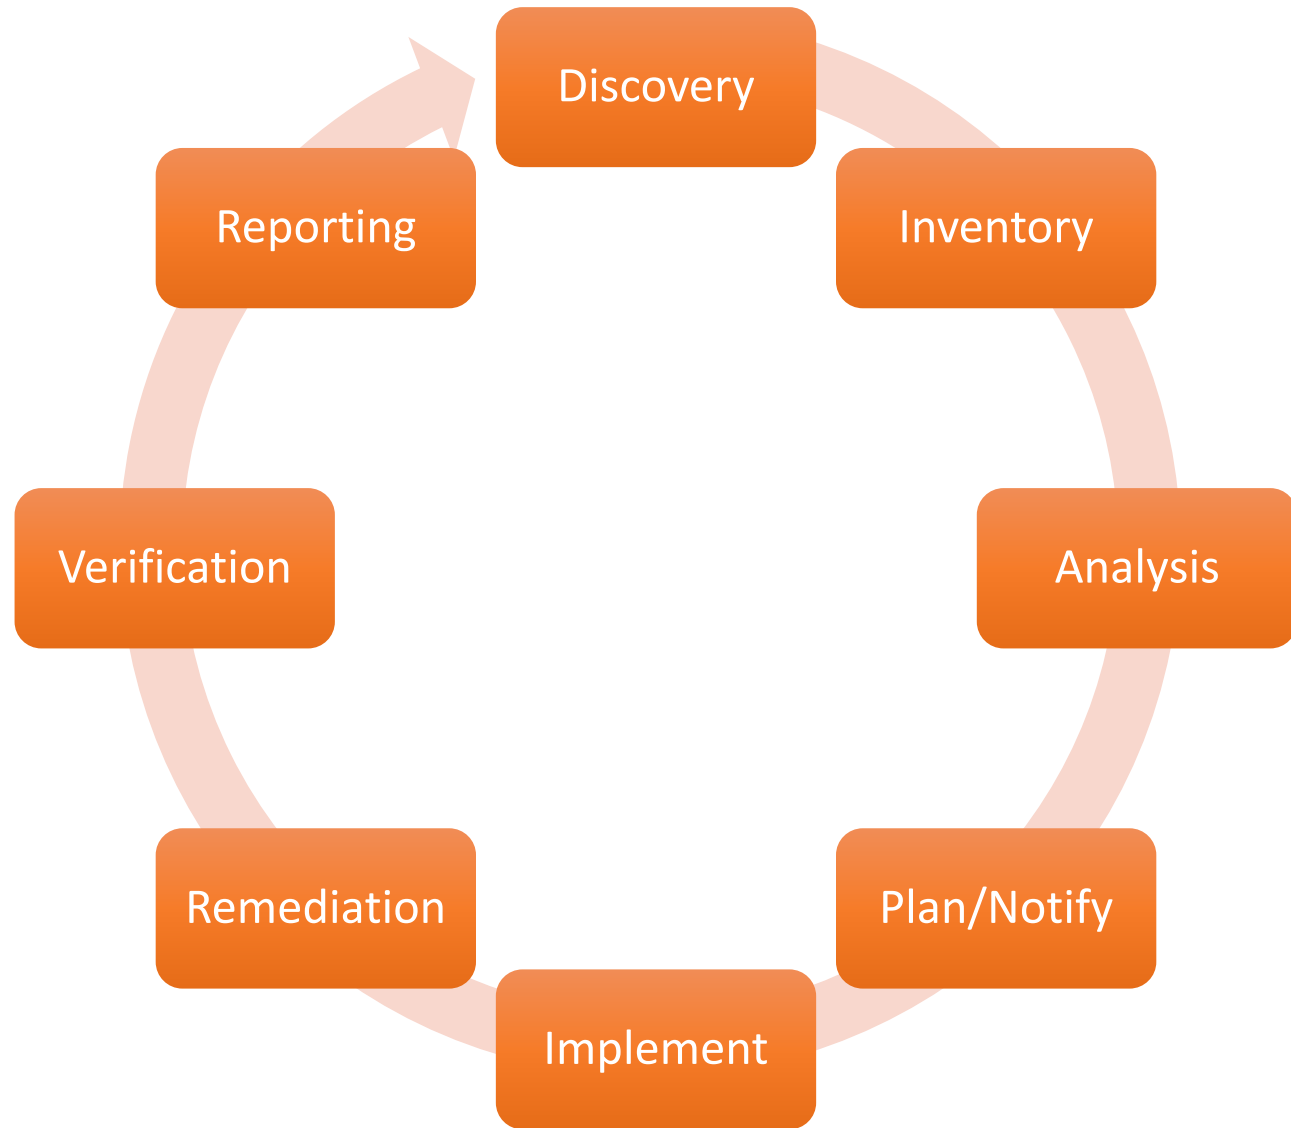 Discovery
Inventory
Analysis
Plan/Notify
Implement
Remediation
Verification
Reporting